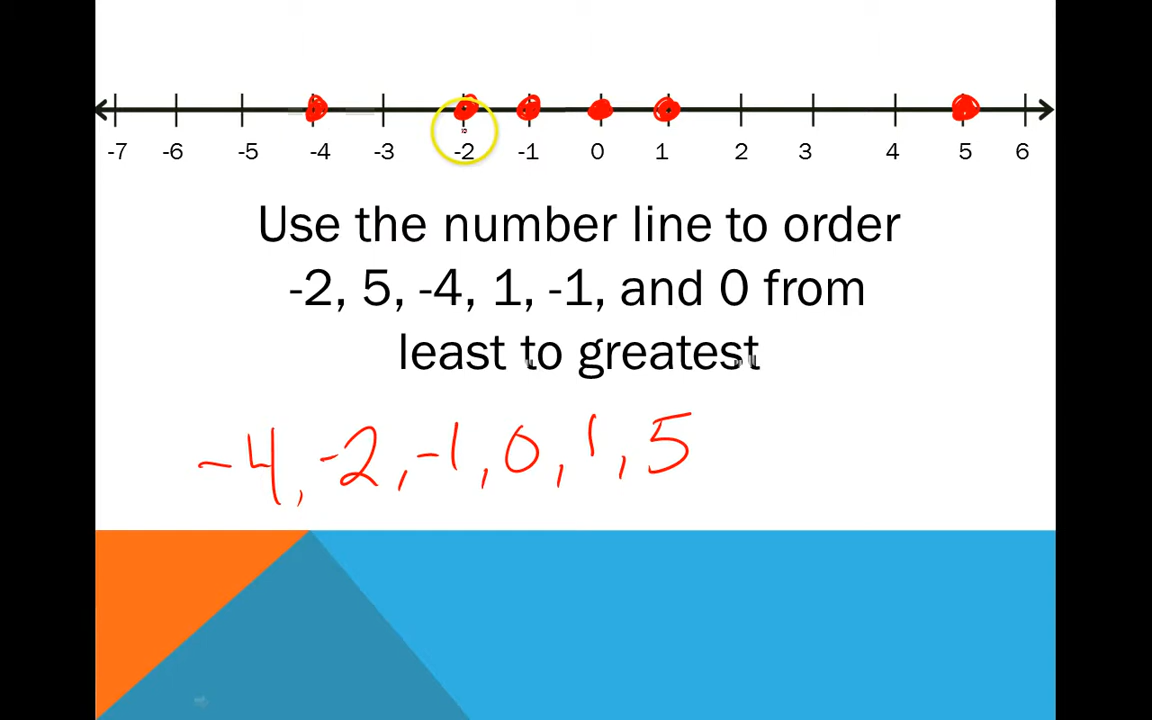 -7 -6 -5 -4 -3 -2 -1 0 1 2 3 4 5 6
Use the number line to order
-2, 5, -4, 1, -1, and 0 from
least to greatest
-4, -2, -1, 0, 1, 5